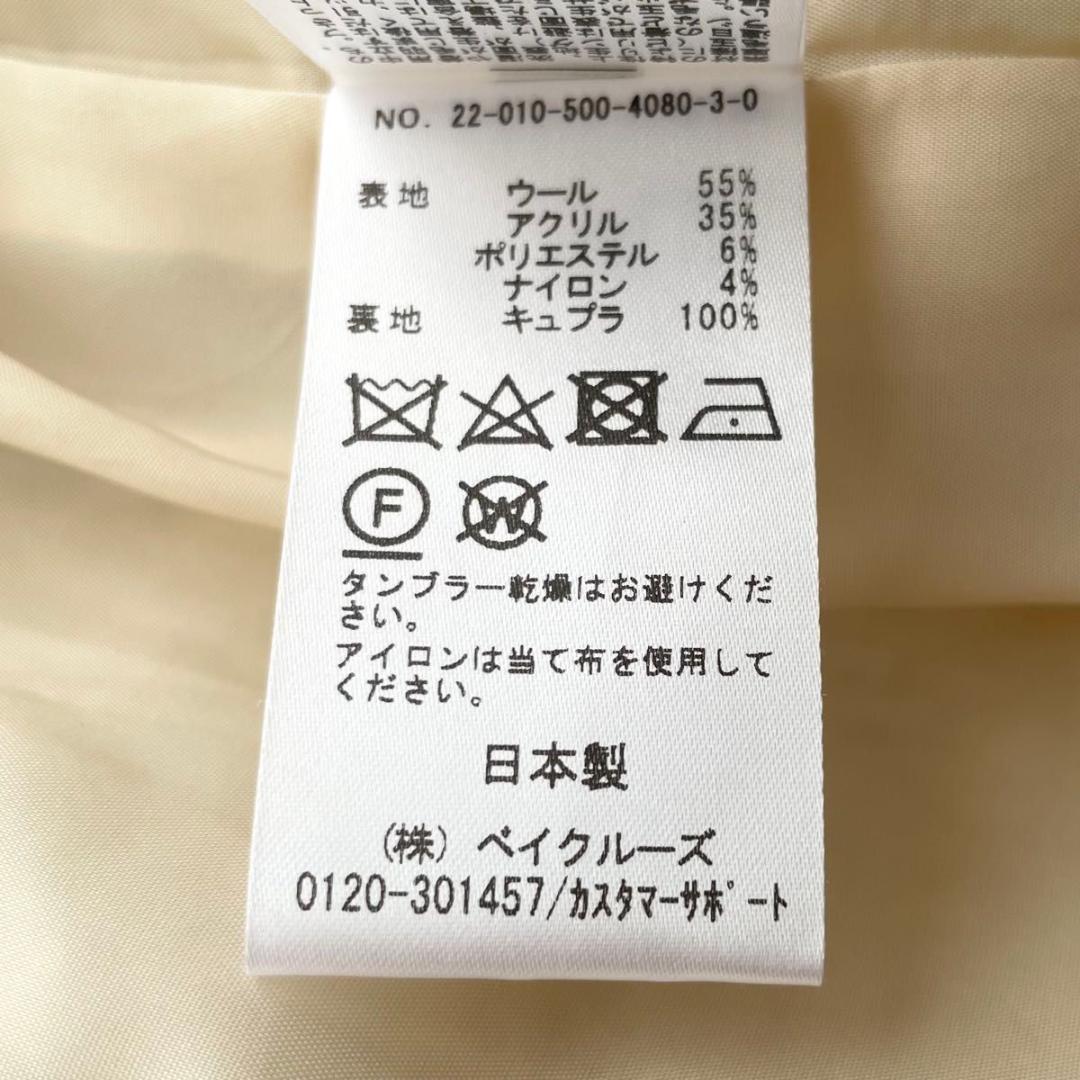 NO. 22-010-500-4080-3-0
表地 ウール 55%
アクリル 35%
ポリエステル 6%
ナイロン 4%
裏地 キュプラ 100%
F W
タンブラー乾燥はお避けくだ
さい。
アイロンは当て布を使用して
ください。
日本製
(株) ベイクルーズ
0120-301457/カスタマーサポート